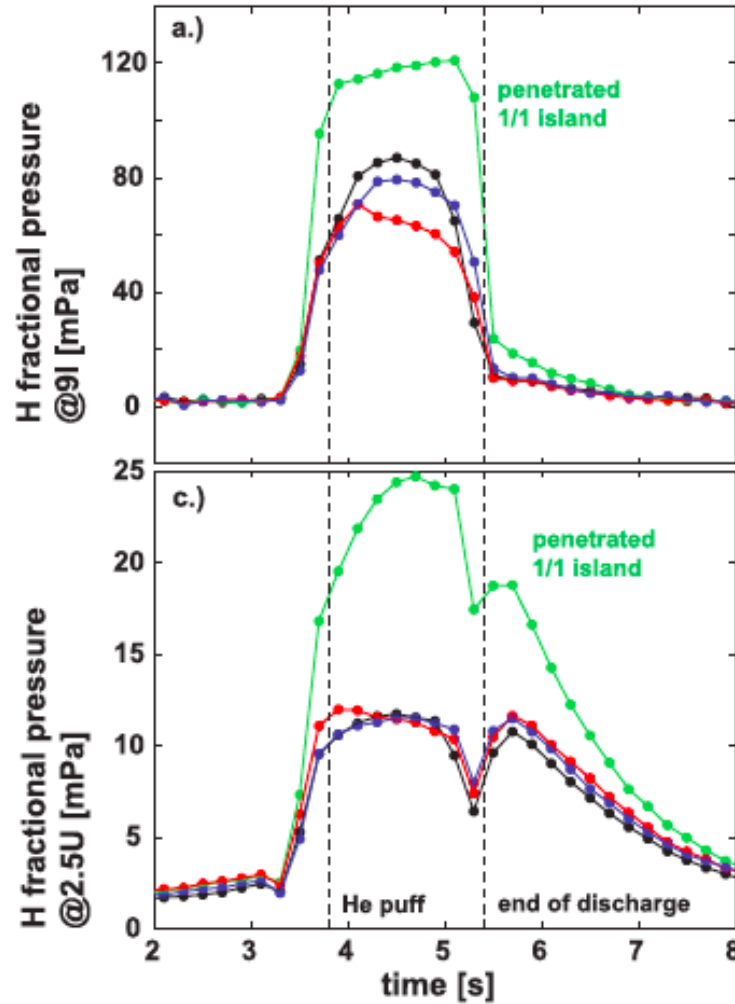 a.)
120
80
40
0
H fractional pressure
@9I [mPa]
penetrated
1/1 island
c.)
25
20
15
10
5
0
H fractional pressure
@2.5U [mPa]
penetrated
1/1 island
He puff
end of discharge
2 3 4 5 6 7 8
time [s]